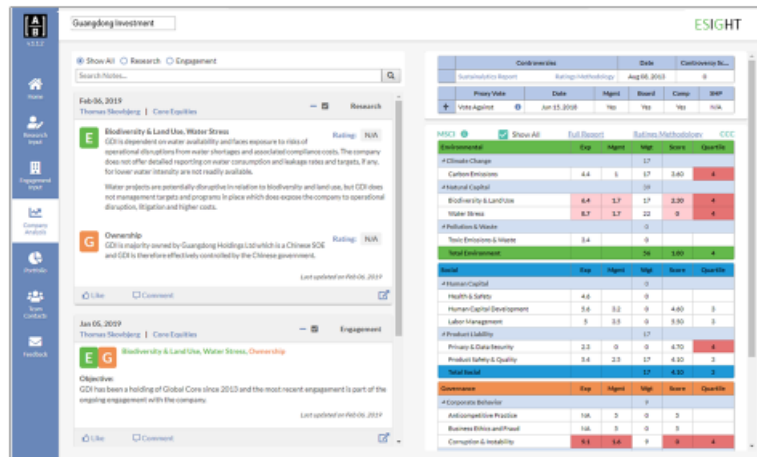 A
B
v.1.1.2
Home
Research
Input
Engagement
Input
Company
Analysis
Portfolio
Team
Contacts
Feedback
Guangdong Investment
ESIGHT
Show All Research Engagement
Search Notes...
Feb 06, 2019
Thomas Skovbjerg | Core Equities
Research
E Biodiversity & Land Use, Water Stress Rating: N/A
GDI is dependent on water availability and faces exposure to risks of
operational disruptions from water shortages and associated compliance costs. The company
does not offer detailed reporting on water consumption and leakage rates and targets, if any,
for lower water intensity are not readily available.
Water projects are potentially disruptive in relation to biodiversity and land use, but GDI does
not management targets and programs in place which does expose the company to operational
disruption, litigation and higher costs.
G Ownership Rating: N/A
GDI is majority owned by Guangdong Holdings Ltd which is a Chinese SOE
and GDI is therefore effectively controlled by the Chinese government.
Last updated on Feb 06, 2019
Like Comment
Jan 05, 2019
Thomas Skovbjerg | Core Equities
Engagement
E G Biodiversity & Land Use, Water Stress, Ownership
Objective:
GDI has been a holding of Global Core since 2013 and the most recent engagement is part of the
ongoing engagement with the company.
Last updated on Feb 06, 2019
Like Comment
Controversies Date Controversy Sc...
Sustainalytics Report Ratings Methodology Aug 08, 2013 0
Proxy Vote Date Mgmt Board Comp SHP
+ Vote Against Jun 15, 2018 Yes Yes Yes N/A
MSCI Show All Full Report Ratings Methodology CCC
Environmental Exp Mgmt Wgt Score Quartile
Climate Change 17
Carbon Emissions 4.4 1 17 3.60 4
Natural Capital 39
Biodiversity & Land Use 6.4 1.7 17 2.30 4
Water Stress 8.7 1.7 22 0 4
Pollution & Waste 0
Toxic Emissions & Waste 3.4 0
Total Environment 56 1.60 4
Social Exp Mgmt Wgt Score Quartile
Human Capital 0
Health & Safety 4.6 0
Human Capital Development 3.6 3.2 0 4.60 3
Labor Management 5 3.5 0 5.50 3
Product Liability 17
Privacy & Data Security 2.3 0 0 4.70 4
Product Safety & Quality 3.6 2.5 17 4.10 3
Total Social 17 4.10 3
Governance Exp Mgmt Wgt Score Quartile
Corporate Behavior 9
Anticompetitive Practice NA 3 0 3
Business Ethics and Fraud NA 3 0 3
Corruption & Instability 9.1 1.6 9 0 4